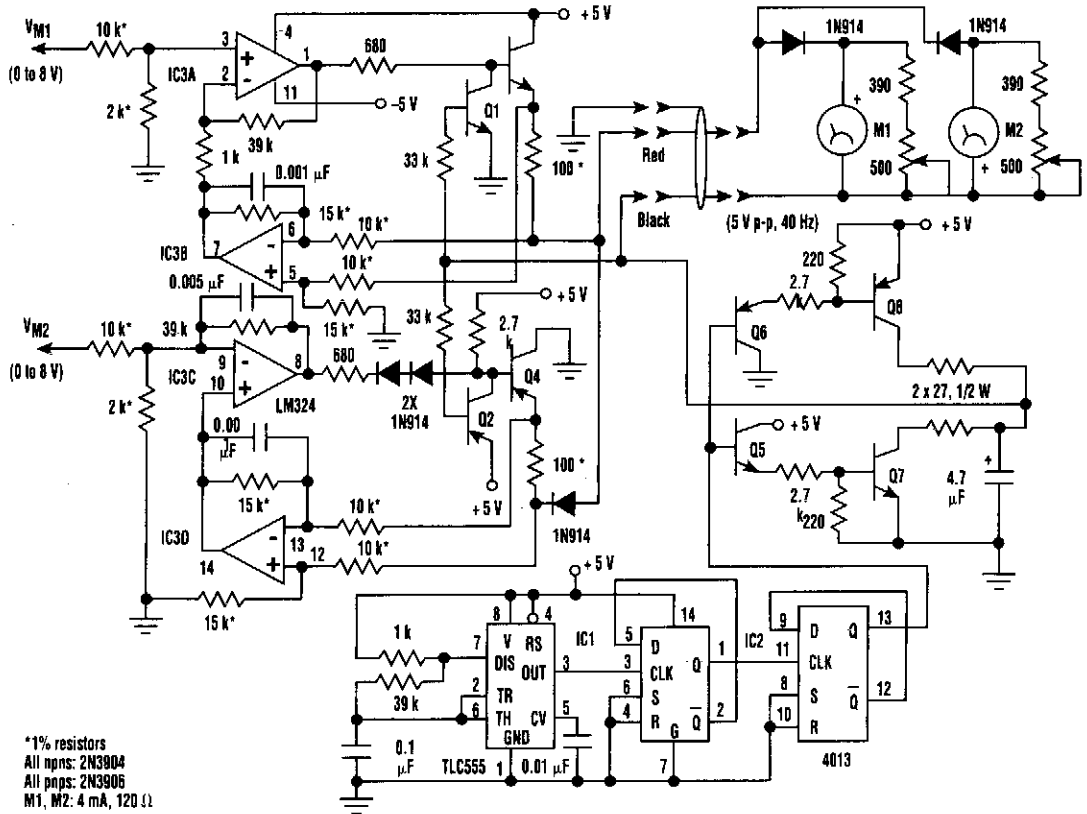 V M1
(0 to 8 V)
10 k*
2 k*
3
2
+
-
IC3A
4
1
11
+ 5 V
-5 V
680
39 k
1 k
0.001 µF
15 k*
10 k*
6
7
-
+
5
10 k*
15 k*
IC3B
0.005 µF
39 k
V M2
(0 to 8 V)
10 k*
2 k*
IC3C
9
10
-
+
8
LM324
680
2X
1N914
0.00
µF
15 k*
10 k*
IC3D
14
-
+
13
12
10 k*
15 k*
Q1
33 k
100 *
33 k
+ 5 V
2.7
k
Q4
Q2
+ 5 V
100 *
1N914
Red
Black
(5 V p-p, 40 Hz)
1N914
1N914
390
390
M1
M2
+
+
500
500
+ 5 V
220
2.7
k
Q6
Q8
2 x 27, 1/2 W
+ 5 V
Q5
Q7
2.7
k
220
4.7
µF
+
+ 5 V
1 k
39 k
0.1
µF
8
4
V
RS
7
DIS
OUT
3
2
TR
6
TH
CV
5
GND
1
TLC555
0.01 µF
IC1
14
5
D
3
CLK
Q
1
6
S
4
R
Q
2
G
7
IC2
9
D
Q
13
11
CLK
8
S
Q
12
10
R
4013
*1% resistors
All npns: 2N3904
All pnps: 2N3906
M1, M2: 4 mA, 120 Ω